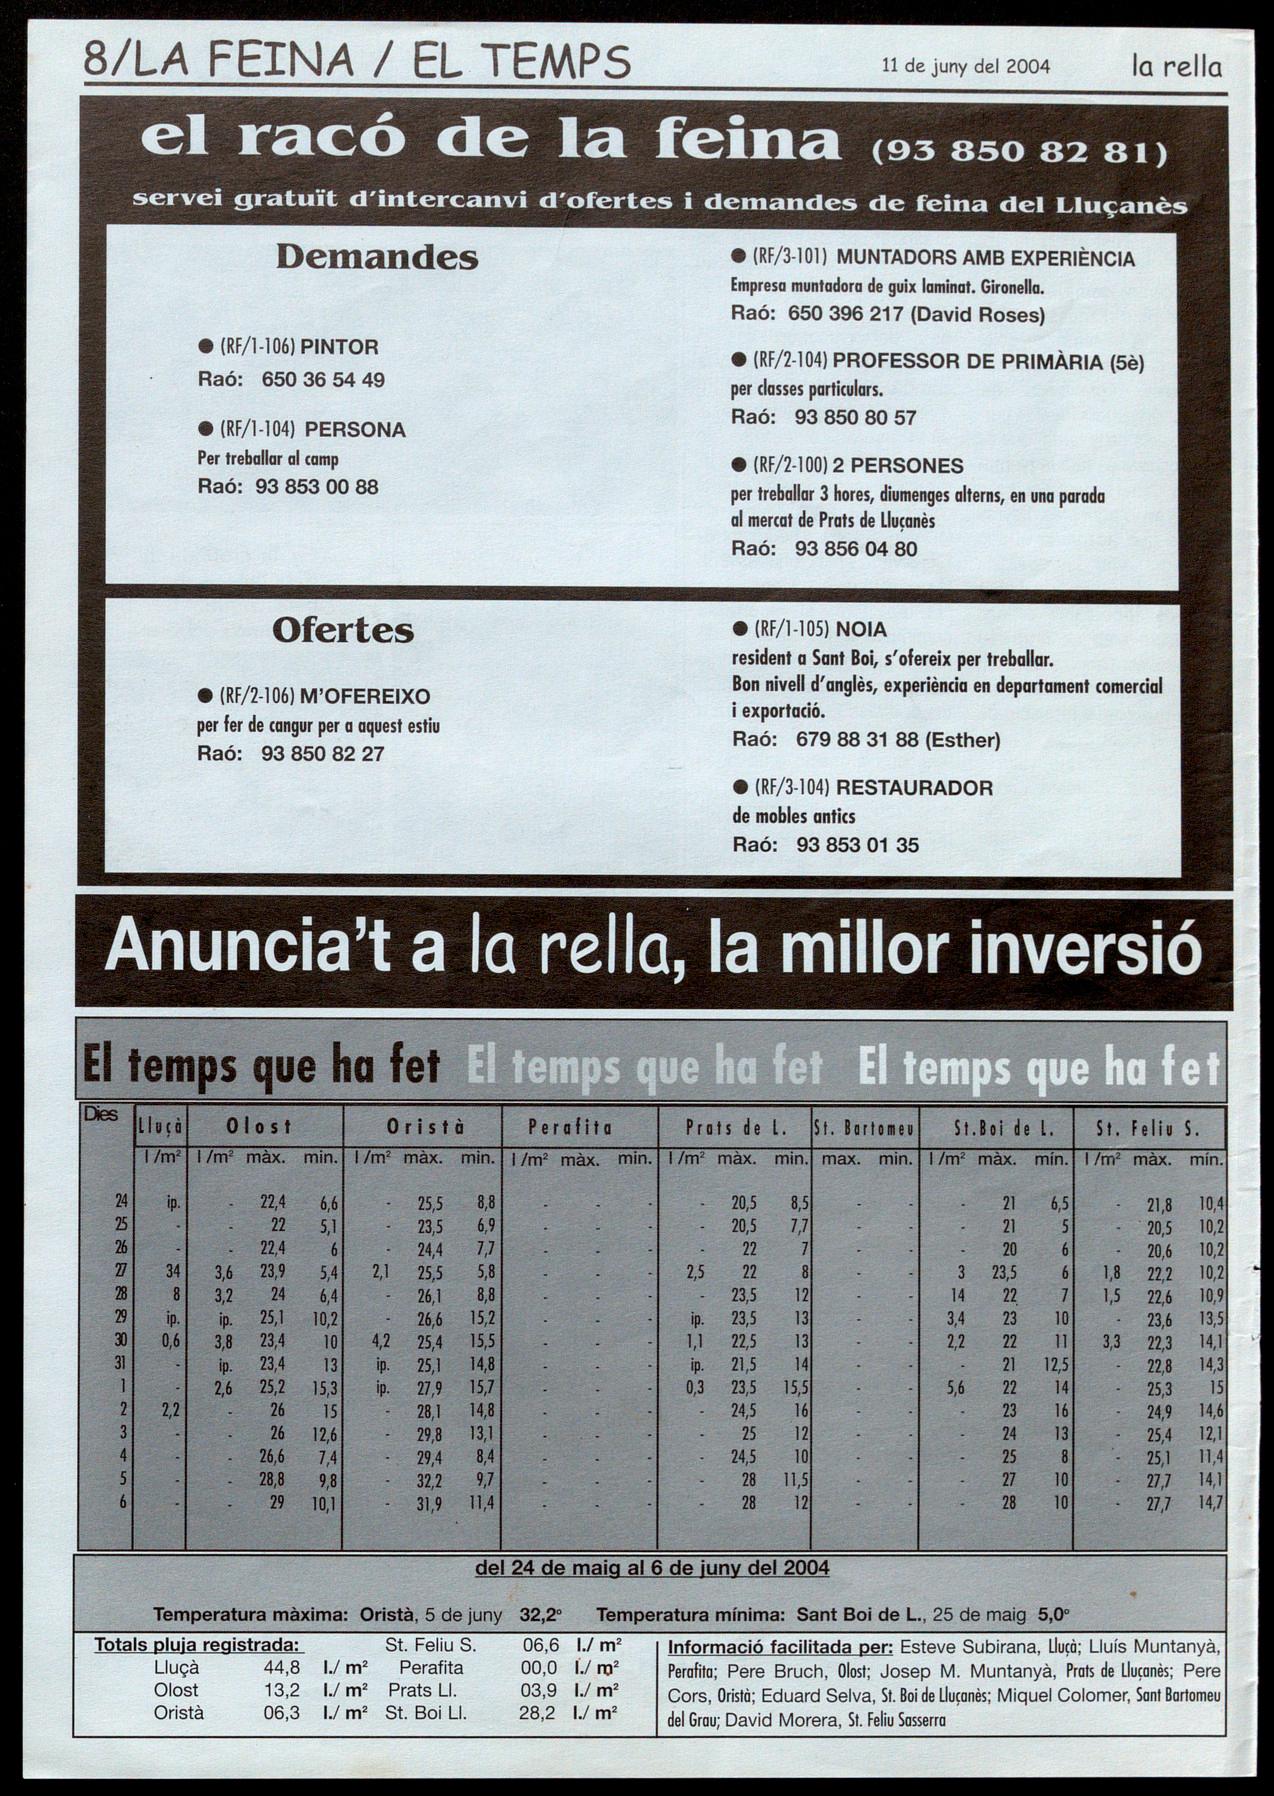 8/LA FEINA / EL TEMPS 11 de juny del 2004 la rella
el racó de la feina (93 850 82 81)
servei gratuït d'intercanvi d'ofertes i demandes de feina del Lluçanès
Demandes
● (RF/1-106) PINTOR
Raó: 650 36 54 49
● (RF/1-104) PERSONA
Per treballar al camp
Raó: 93 853 00 88
● (RF/3-101) MUNTADORS AMB EXPERIÈNCIA
Empresa muntadora de guix laminat. Gironella.
Raó: 650 396 217 (David Roses)
● (RF/2-104) PROFESSOR DE PRIMÀRIA (5è)
per classes particulars.
Raó: 93 850 80 57
● (RF/2-100) 2 PERSONES
per treballar 3 hores, diumenges alterns, en una parada
al mercat de Prats de Lluçanès
Raó: 93 856 04 80
Ofertes
● (RF/2-106) M'OFEREIXO
per fer de cangur per a aquest estiu
Raó: 93 850 82 27
● (RF/1-105) NOIA
resident a Sant Boi, s'ofereix per treballar.
Bon nivell d'anglès, experiència en departament comercial
i exportació.
Raó: 679 88 31 88 (Esther)
● (RF/3-104) RESTAURADOR
de mobles antics
Raó: 93 853 01 35
Anuncia't a la rella, la millor inversió
El temps que ha fet El temps que ha fet El temps que ha fet
Dies Lluçà Olost Oristà Perafita Prats de L. St. Bartomeu St.Boi de L. St. Feliu S.
l /m² l /m² màx. min. l /m² màx. min. l /m² màx. min. l /m² màx. min. max. min. l /m² màx. mín. l /m² màx. mín.
24 ip. - 22,4 6,6 - 25,5 8,8 - - - - 20,5 8,5 - - - 21 6,5 - 21,8 10,4
25 - - 22 5,1 - 23,5 6,9 - - - - 20,5 7,7 - - - 21 5 - 20,5 10,2
26 - - 22,4 6 - 24,4 7,7 - - - - 22 7 - - - 20 6 - 20,6 10,2
27 34 3,6 23,9 5,4 2,1 25,5 5,8 - - - 2,5 22 8 - - 3 23,5 6 1,8 22,2 10,2
28 8 3,2 24 6,4 - 26,1 8,8 - - - - 23,5 12 - - 14 22 7 1,5 22,6 10,9
29 ip. ip. 25,1 10,2 - 26,6 15,2 - - - ip. 23,5 13 - - 3,4 23 10 - 23,6 13,5
30 0,6 3,8 23,4 10 4,2 25,4 15,5 - - - 1,1 22,5 13 - - 2,2 22 11 3,3 22,3 14,1
31 - ip. 23,4 13 ip. 25,1 14,8 - - - ip. 21,5 14 - - - 21 12,5 - 22,8 14,3
1 - 2,6 25,2 15,3 ip. 27,9 15,7 - - - 0,3 23,5 15,5 - - 5,6 22 14 - 25,3 15
2 2,2 - 26 15 - 28,1 14,8 - - - - 24,5 16 - - - 23 16 - 24,9 14,6
3 - - 26 12,6 - 29,8 13,1 - - - - 25 12 - - - 24 13 - 25,4 12,1
4 - - 26,6 7,4 - 29,4 8,4 - - - - 24,5 10 - - - 25 8 - 25,1 11,4
5 - - 28,8 9,8 - 32,2 9,7 - - - - 28 11,5 - - - 27 10 - 27,7 14,1
6 - - 29 10,1 - 31,9 11,4 - - - - 28 12 - - - 28 10 - 27,7 14,7
del 24 de maig al 6 de juny del 2004
Temperatura màxima: Oristà, 5 de juny 32,2º Temperatura mínima: Sant Boi de L., 25 de maig 5,0º
Totals pluja registrada: St. Feliu S. 06,6 l./ m²
Lluçà 44,8 l./ m² Perafita 00,0 l./ m²
Olost 13,2 l./ m² Prats Ll. 03,9 l./ m²
Oristà 06,3 l./ m² St. Boi Ll. 28,2 l./ m²
Informació facilitada per: Esteve Subirana, Lluçà; Lluís Muntanyà,
Perafita; Pere Bruch, Olost; Josep M. Muntanyà, Prats de Lluçanès; Pere
Cors, Oristà; Eduard Selva, St. Boi de Lluçanès; Miquel Colomer, Sant Bartomeu
del Grau; David Morera, St. Feliu Sasserra